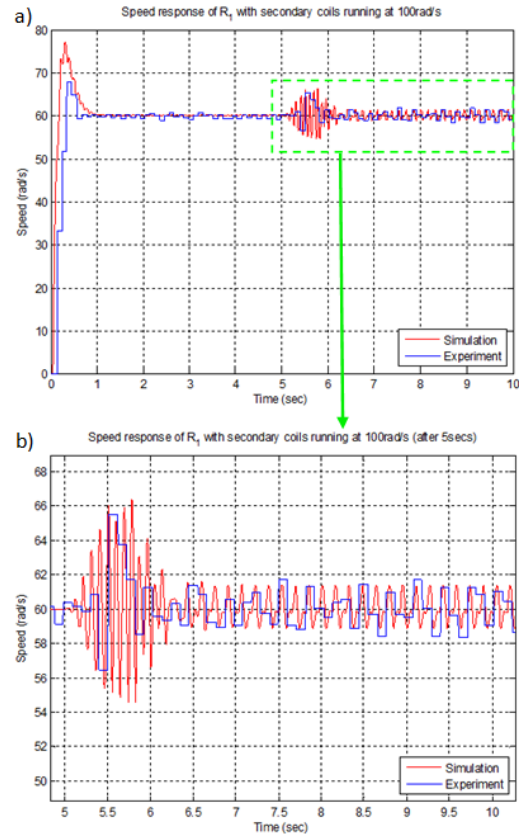 a)
Speed response of R1 with secondary coils running at 100rad/s
Speed (rad/s)
80
70
60
50
40
30
20
10
0
0 1 2 3 4 5 6 7 8 9 10
Time (sec)
Simulation
Experiment
b)
Speed response of R1 with secondary coils running at 100rad/s (after 5secs)
Speed (rad/s)
68
66
64
62
60
58
56
54
52
50
5 5.5 6 6.5 7 7.5 8 8.5 9 9.5 10
Time (sec)
Simulation
Experiment